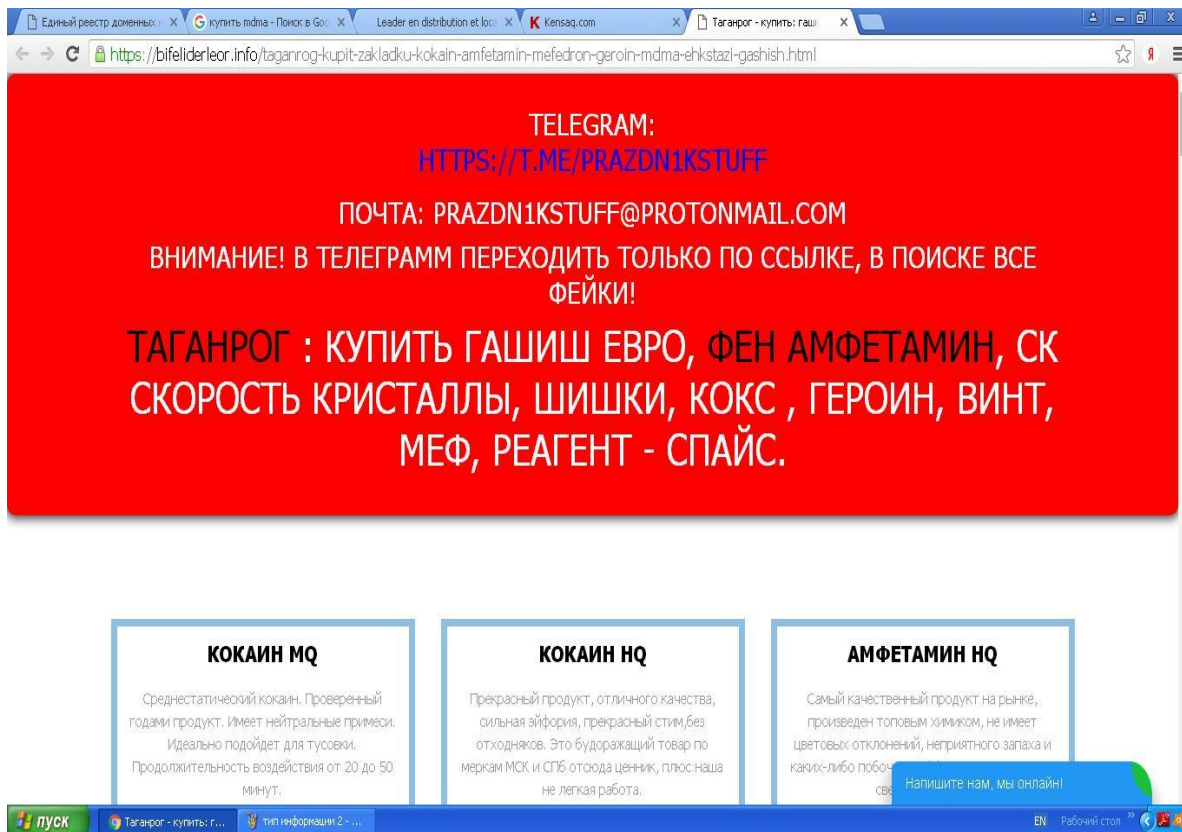 Единый реестр доменных и
купить mdma - Поиск в Goo
Leader en distribution et loca
K Kensaq.com
Таганрог - купить: гаш
https://bifeliderleor.info/taganrog-kupit-zakladku-kokain-amfetamin-mefedron-geroin-mdma-ehkstazi-gashish.html
TELEGRAM:
HTTPS://T.ME/PRAZDN1KSTUFF
ПОЧТА: PRAZDN1KSTUFF@PROTONMAIL.COM
ВНИМАНИЕ! В ТЕЛЕГРАММ ПЕРЕХОДИТЬ ТОЛЬКО ПО ССЫЛКЕ, В ПОИСКЕ ВСЕ
ФЕЙКИ!
ТАГАНРОГ : КУПИТЬ ГАШИШ ЕВРО, ФЕН АМФЕТАМИН, СК
СКОРОСТЬ КРИСТАЛЛЫ, ШИШКИ, КОКС , ГЕРОИН, ВИНТ,
МЕФ, РЕАГЕНТ - СПАЙС.
КОКАИН MQ
Среднестатический кокаин. Проверенный
годами продукт. Имеет нейтральные примеси.
Идеально подойдет для тусовки.
Продолжительность воздействия от 20 до 50
минут.
КОКАИН HQ
Прекрасный продукт, отличного качества,
сильная эйфория, прекрасный стим,без
отходняков. Это будоражащий товар по
меркам МСК и СПб отсюда ценник, плюс наша
не легкая работа.
АМФЕТАМИН HQ
Самый качественный продукт на рынке,
произведен топовым химиком, не имеет
цветовых отклонений, неприятного запаха и
каких-либо
Напишите нам, мы онлайн!
пуск
Таганрог - купить: г...
тип информации 2 - ...
EN
Рабочий стол